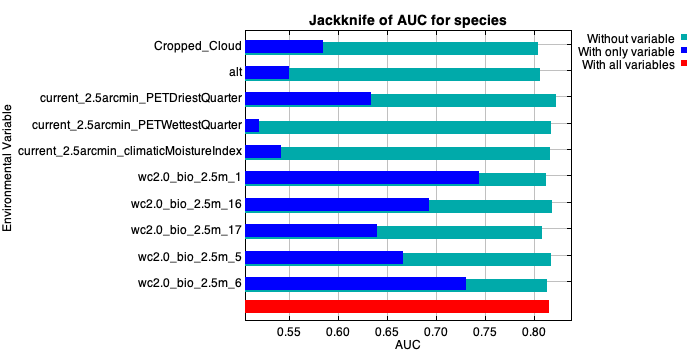 Jackknife of AUC for species
Without variable
With only variable
With all variables
Environmental Variable
Cropped_Cloud
alt
current_2.5arcmin_PETDriestQuarter
current_2.5arcmin_PETWettestQuarter
current_2.5arcmin_climaticMoistureIndex
wc2.0_bio_2.5m_1
wc2.0_bio_2.5m_16
wc2.0_bio_2.5m_17
wc2.0_bio_2.5m_5
wc2.0_bio_2.5m_6
0.55 0.60 0.65 0.70 0.75 0.80
AUC